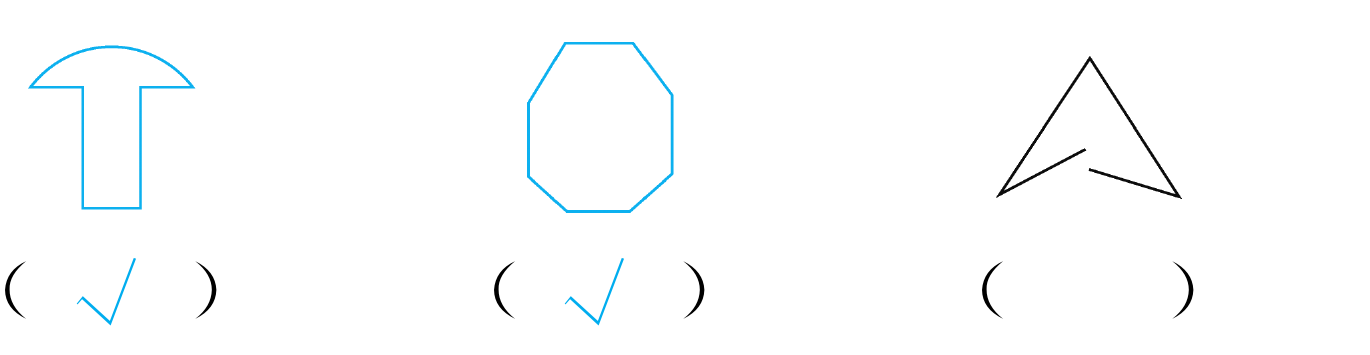 ( √ ) ( √ ) ( )